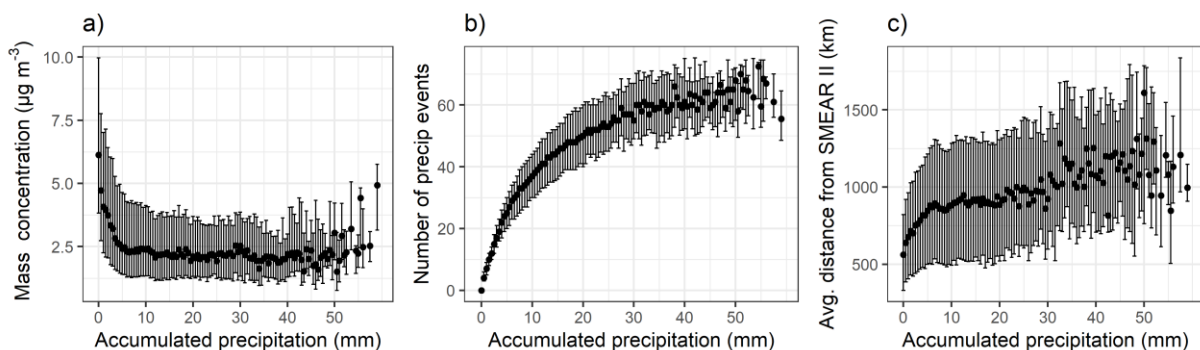 a)
Mass concentration (µg m⁻³)
10.0
7.5
5.0
2.5
0 10 20 30 40 50
Accumulated precipitation (mm)
b)
Number of precip events
60
40
20
0
0 10 20 30 40 50
Accumulated precipitation (mm)
c)
Avg. distance from SMEAR II (km)
1500
1000
500
0 10 20 30 40 50
Accumulated precipitation (mm)